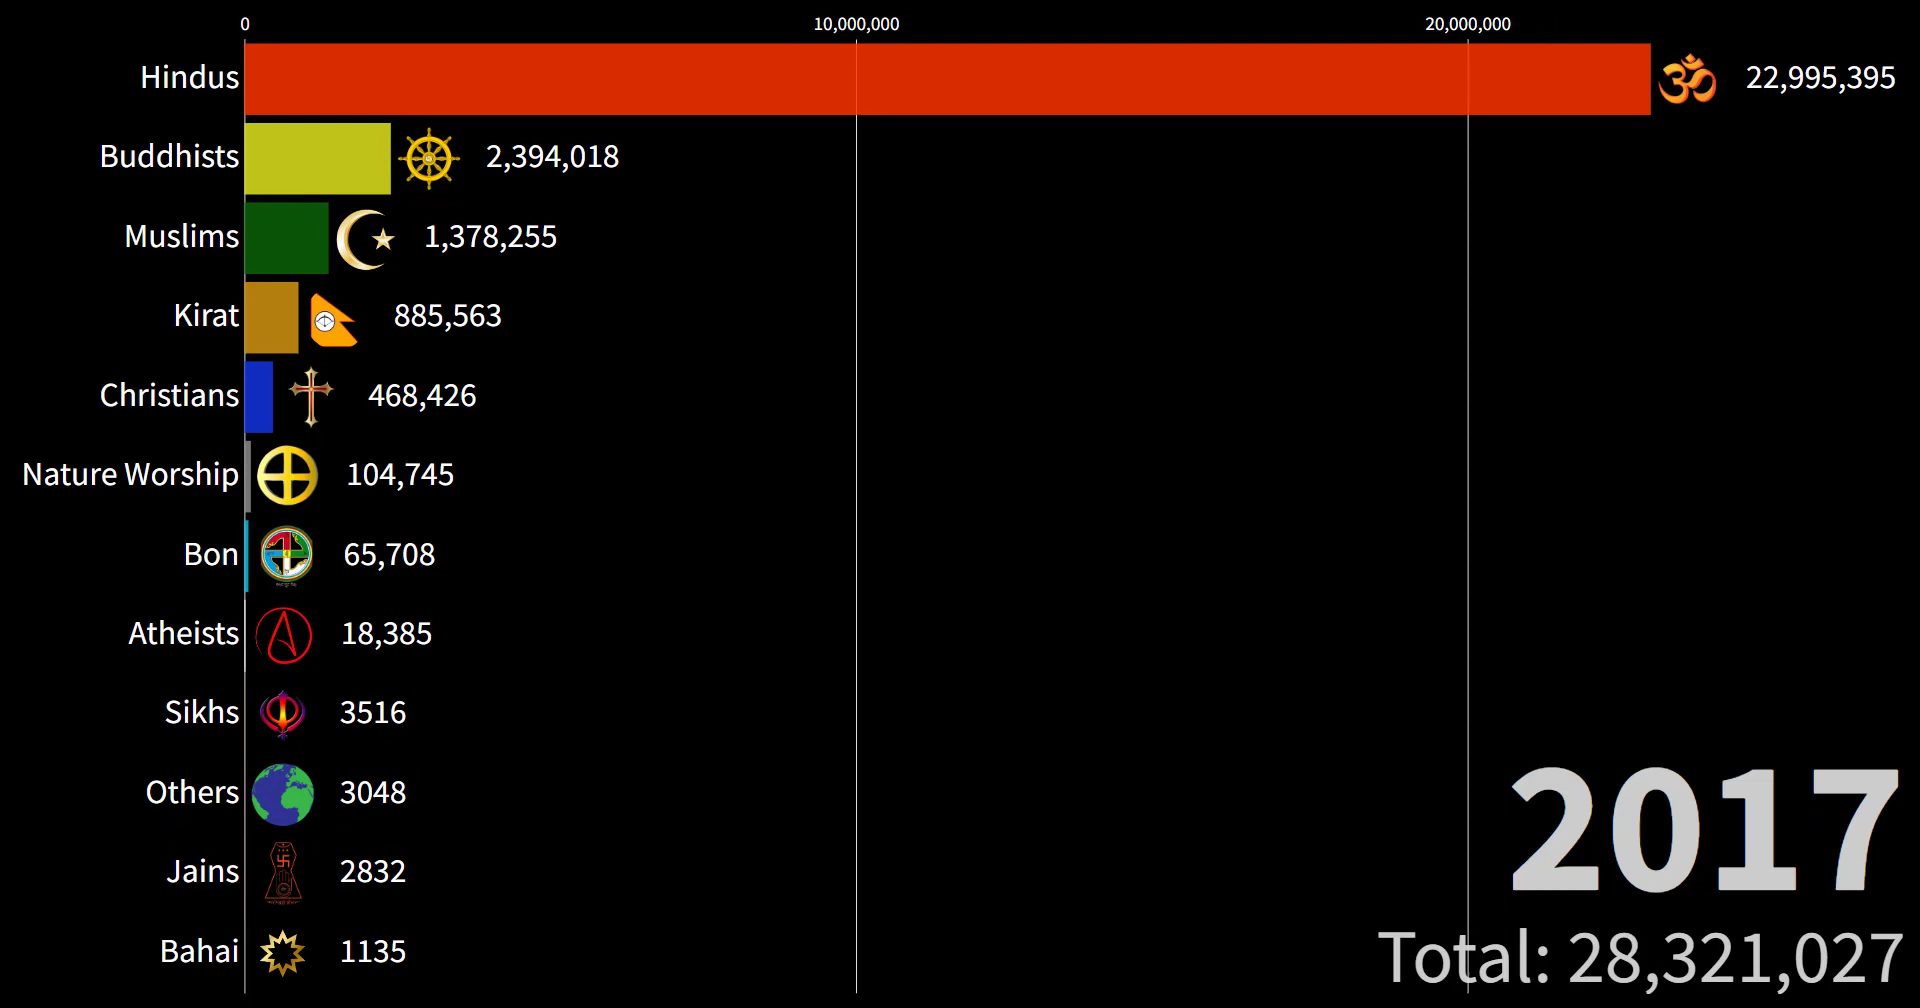 0 10,000,000 20,000,000
Hindus 22,995,395
Buddhists 2,394,018
Muslims 1,378,255
Kirat 885,563
Christians 468,426
Nature Worship 104,745
Bon 65,708
Atheists 18,385
Sikhs 3516
Others 3048
Jains 2832
Bahai 1135
2017
Total: 28,321,027